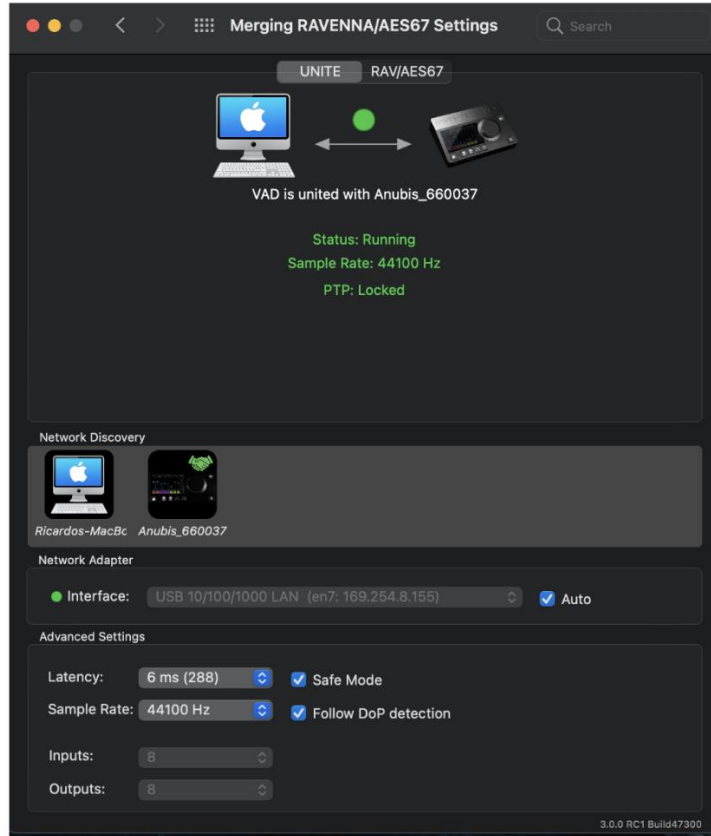 Merging RAVENNA/AES67 Settings
Search
UNITE RAV/AES67
VAD is united with Anubis_660037
Status: Running
Sample Rate: 44100 Hz
PTP: Locked
Network Discovery
Ricardos-MacBc Anubis_660037
Network Adapter
Interface: USB 10/100/1000 LAN (en7: 169.254.8.155) Auto
Advanced Settings
Latency: 6 ms (288) Safe Mode
Sample Rate: 44100 Hz Follow DoP detection
Inputs: 8
Outputs: 8
3.0.0 RC1 Build47300